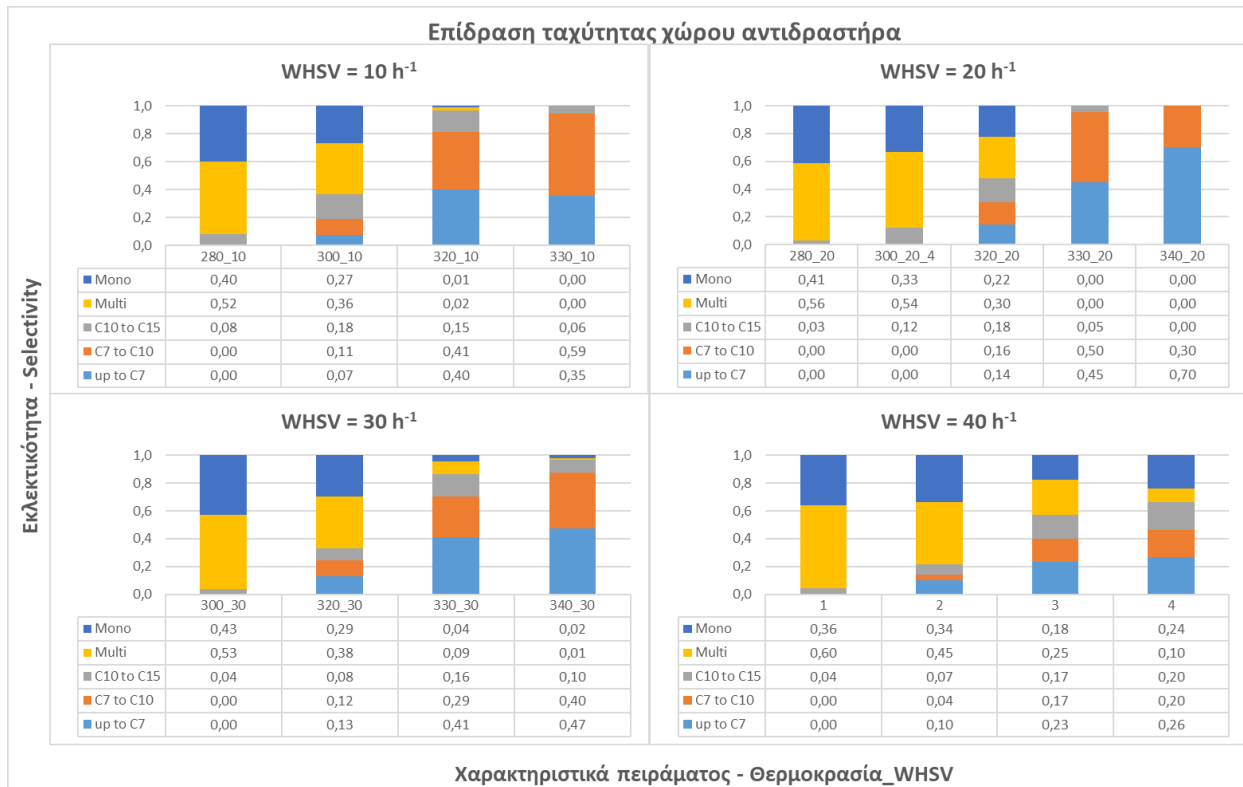 Επίδραση ταχύτητας χώρου αντιδραστήρα
Εκλεκτικότητα - Selectivity
WHSV = 10 h⁻¹
1,0
0,8
0,6
0,4
0,2
0,0
280_10 300_10 320_10 330_10
Mono 0,40 0,27 0,01 0,00
Multi 0,52 0,36 0,02 0,00
C10 to C15 0,08 0,18 0,15 0,06
C7 to C10 0,00 0,11 0,41 0,59
up to C7 0,00 0,07 0,40 0,35
WHSV = 20 h⁻¹
1,0
0,8
0,6
0,4
0,2
0,0
280_20 300_20_4 320_20 330_20 340_20
Mono 0,41 0,33 0,22 0,00 0,00
Multi 0,56 0,54 0,30 0,00 0,00
C10 to C15 0,03 0,12 0,18 0,05 0,00
C7 to C10 0,00 0,00 0,16 0,50 0,30
up to C7 0,00 0,00 0,14 0,45 0,70
WHSV = 30 h⁻¹
1,0
0,8
0,6
0,4
0,2
0,0
300_30 320_30 330_30 340_30
Mono 0,43 0,29 0,04 0,02
Multi 0,53 0,38 0,09 0,01
C10 to C15 0,04 0,08 0,16 0,10
C7 to C10 0,00 0,12 0,29 0,40
up to C7 0,00 0,13 0,41 0,47
WHSV = 40 h⁻¹
1,0
0,8
0,6
0,4
0,2
0,0
1 2 3 4
Mono 0,36 0,34 0,18 0,24
Multi 0,60 0,45 0,25 0,10
C10 to C15 0,04 0,07 0,17 0,20
C7 to C10 0,00 0,04 0,17 0,20
up to C7 0,00 0,10 0,23 0,26
Χαρακτηριστικά πειράματος - Θερμοκρασία_WHSV